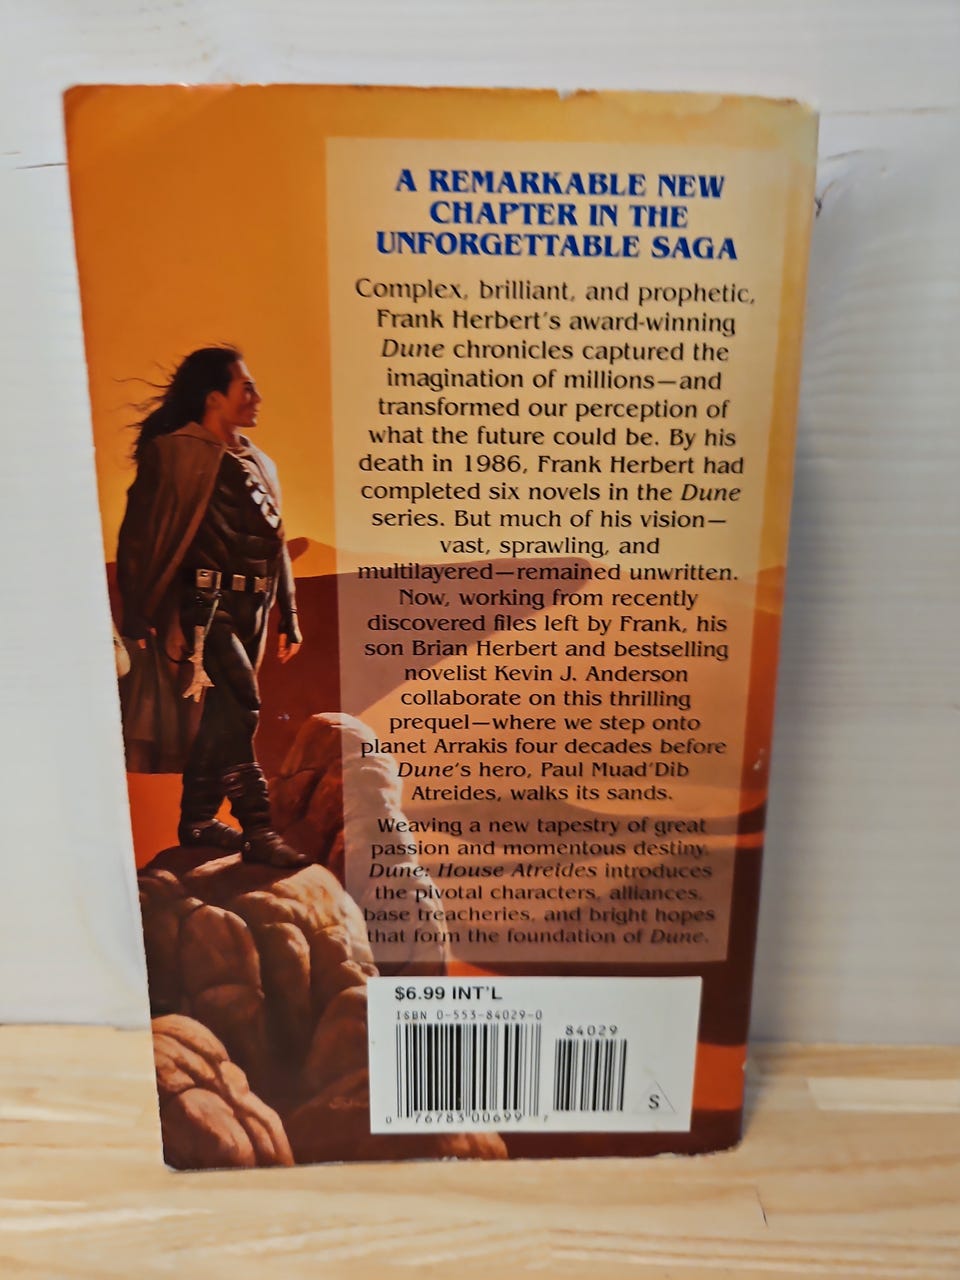 A REMARKABLE NEW
CHAPTER IN THE
UNFORGETTABLE SAGA
Complex, brilliant, and prophetic,
Frank Herbert's award-winning
Dune chronicles captured the
imagination of millions—and
transformed our perception of
what the future could be. By his
death in 1986, Frank Herbert had
completed six novels in the Dune
series. But much of his vision—
vast, sprawling, and
multilayered—remained unwritten.
Now, working from recently
discovered files left by Frank, his
son Brian Herbert and bestselling
novelist Kevin J. Anderson
collaborate on this thrilling
prequel—where we step onto
planet Arrakis four decades before
Dune's hero, Paul Muad'Dib
Atreides, walks its sands.
Weaving a new tapestry of great
passion and momentous destiny,
Dune: House Atreides introduces
the pivotal characters, alliances,
base treacheries, and bright hopes
that form the foundation of Dune.
$6.99 INT'L
ISBN 0-553-84029-0
84029
S
0 76783 00699 7